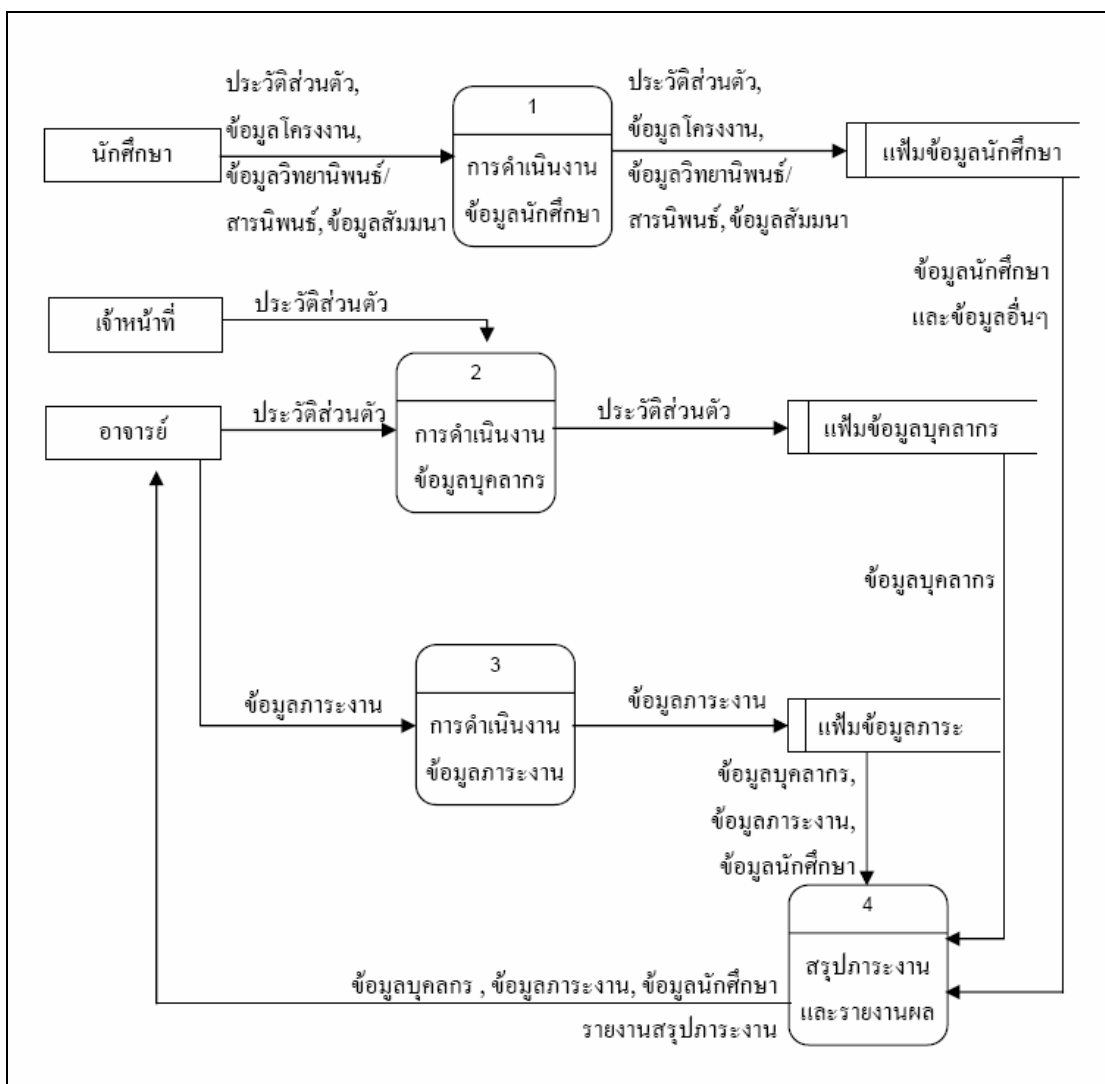 ประวัติส่วนตัว,
ข้อมูลโครงงาน,
ข้อมูลวิทยานิพนธ์/
สารนิพนธ์, ข้อมูลสัมมนา
นักศึกษา
1
การดำเนินงาน
ข้อมูลนักศึกษา
ประวัติส่วนตัว,
ข้อมูลโครงงาน,
ข้อมูลวิทยานิพนธ์/
สารนิพนธ์, ข้อมูลสัมมนา
แฟ้มข้อมูลนักศึกษา
ข้อมูลนักศึกษา
และข้อมูลอื่นๆ
เจ้าหน้าที่
ประวัติส่วนตัว
2
การดำเนินงาน
ข้อมูลบุคลากร
อาจารย์
ประวัติส่วนตัว
ประวัติส่วนตัว
แฟ้มข้อมูลบุคลากร
ข้อมูลบุคลากร
ข้อมูลภาระงาน
3
การดำเนินงาน
ข้อมูลภาระงาน
ข้อมูลภาระงาน
แฟ้มข้อมูลภาระ
ข้อมูลบุคลากร,
ข้อมูลภาระงาน,
ข้อมูลนักศึกษา
4
สรุปภาระงาน
และรายงานผล
ข้อมูลบุคลกร , ข้อมูลภาระงาน, ข้อมูลนักศึกษา
รายงานสรุปภาระงาน